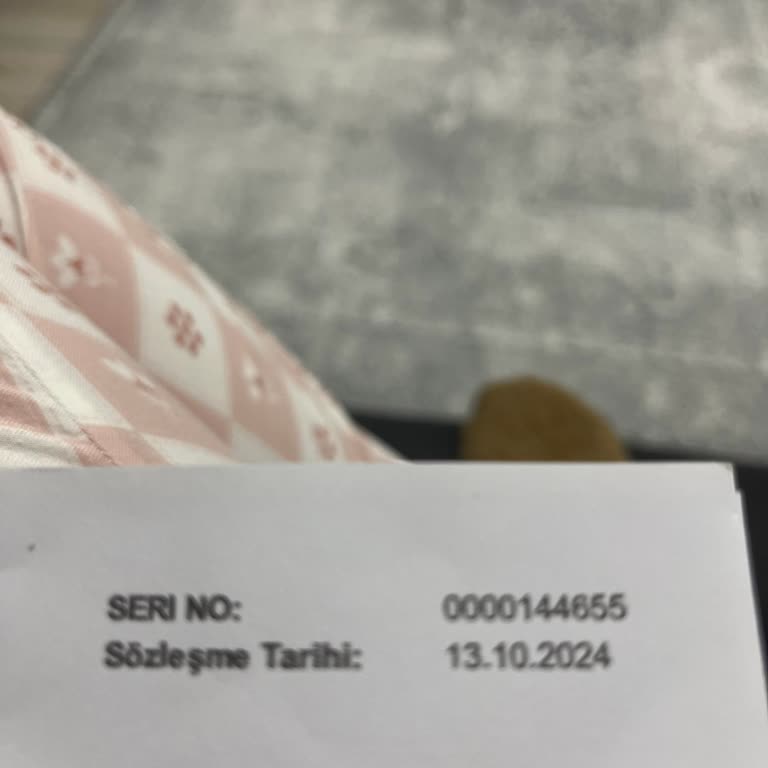 SERI NO: 0000144655
Sözleşme Tarihi: 13.10.2024